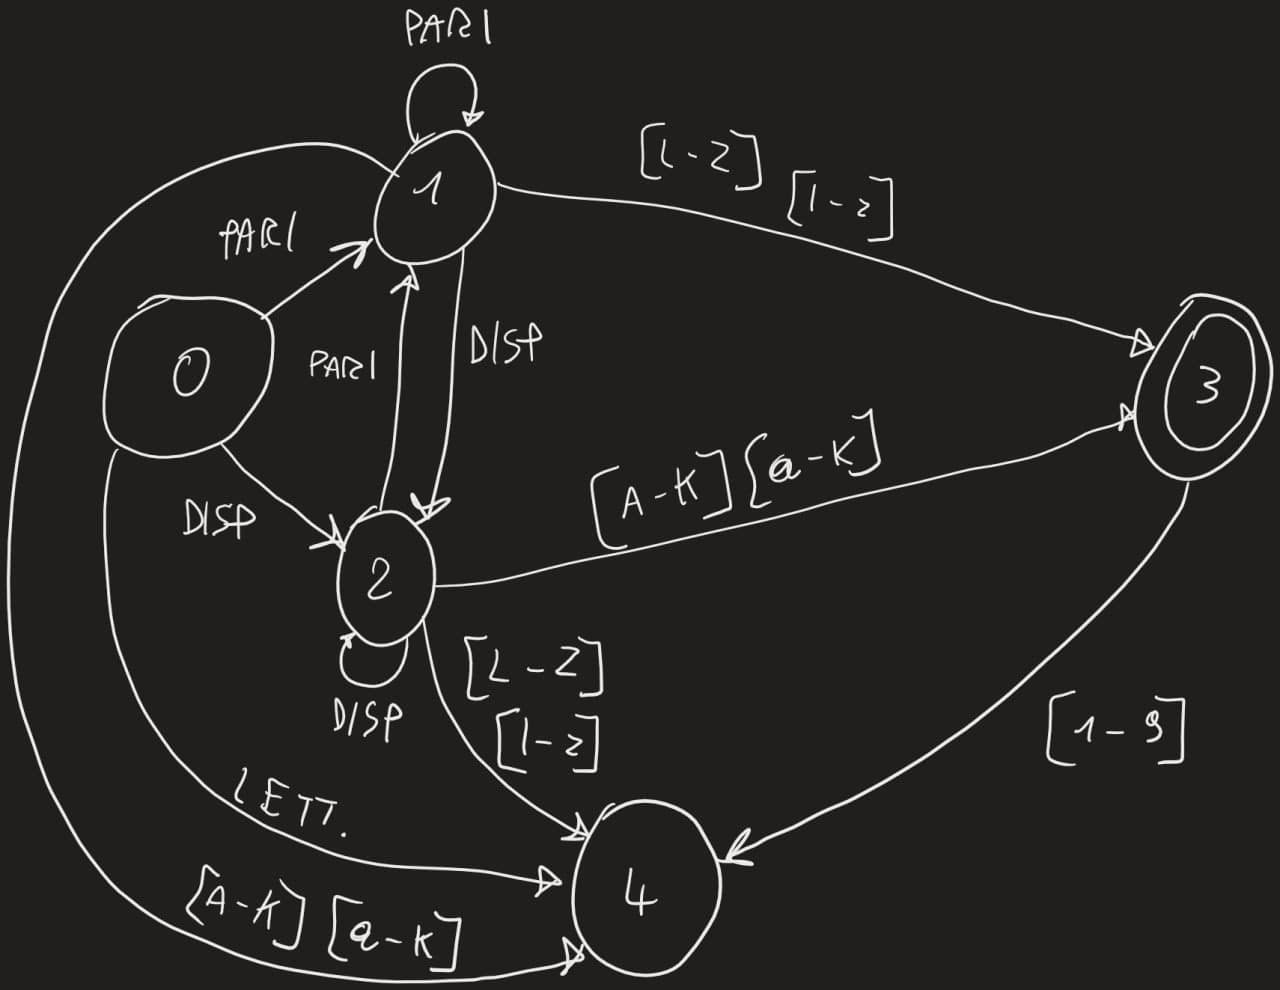 PARI
1
[L-Z]
[l-z]
PARI
0
PARI
DISP
3
[A-K][a-k]
DISP
2
[L-Z]
[l-z]
DISP
[1-9]
LETT.
4
[A-K][a-k]